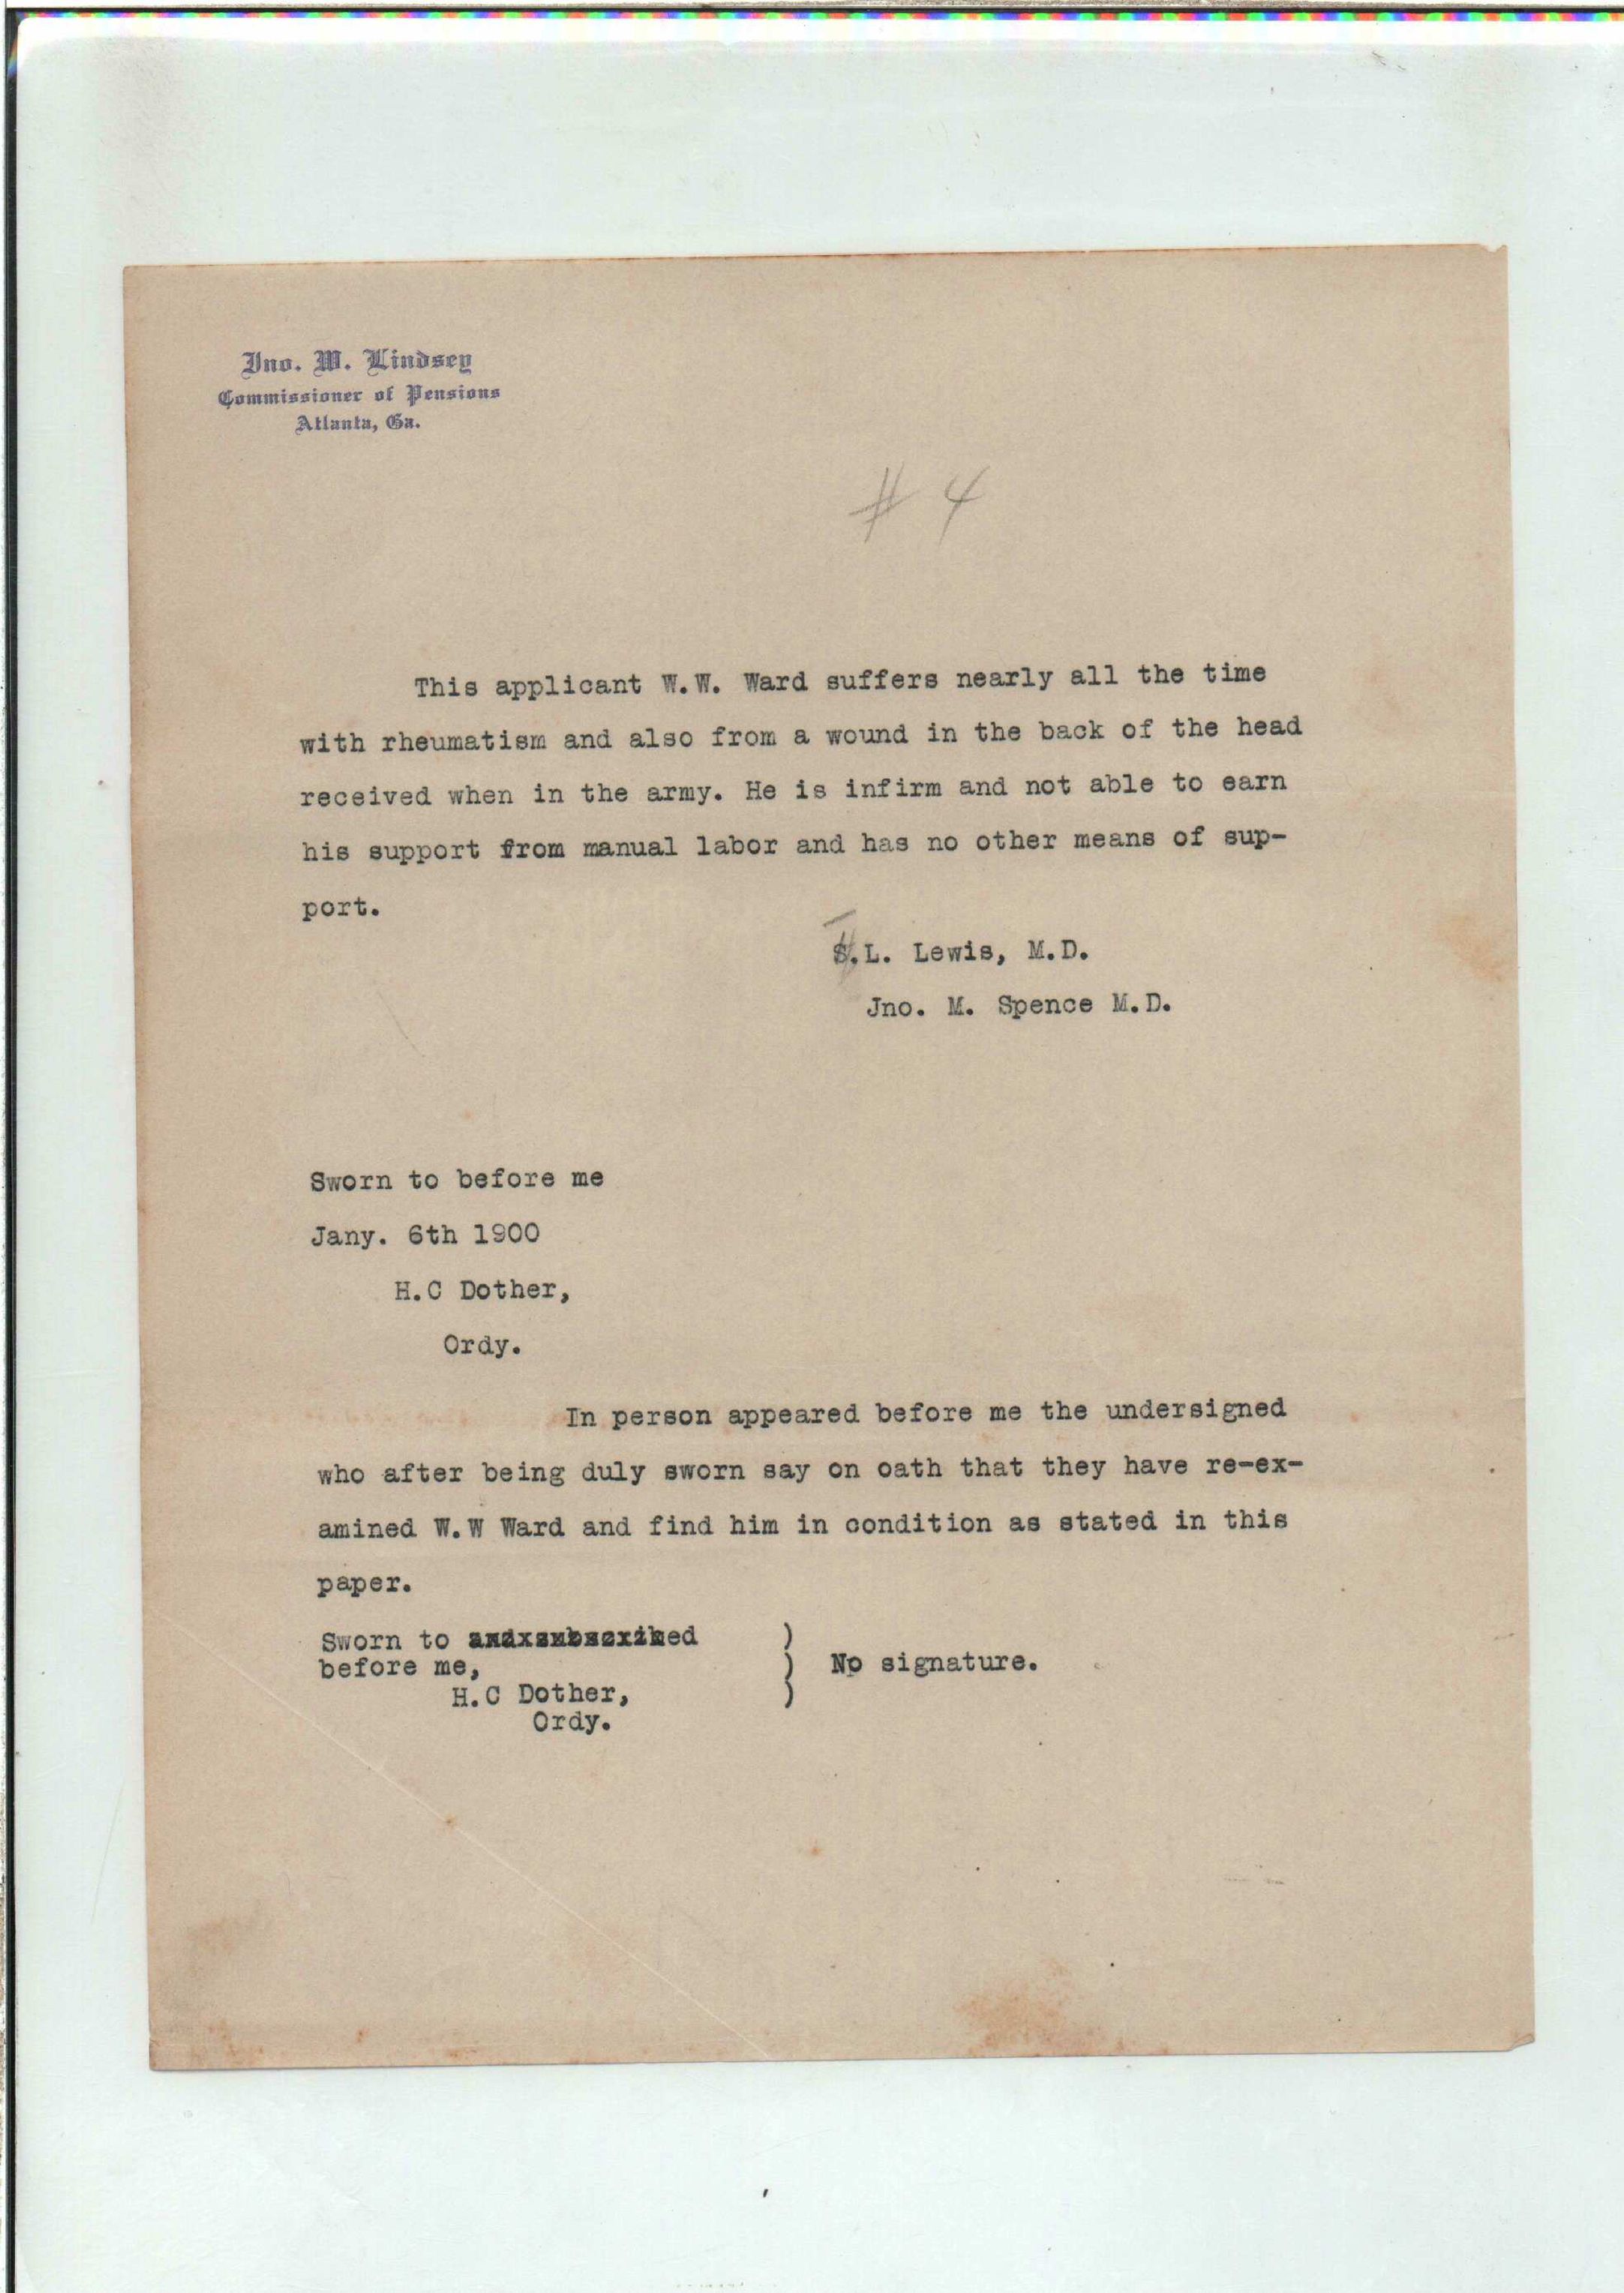 Jno. W. Lindsey
Commissioner of Pensions
Atlanta, Ga.
# 4
This applicant W.W. Ward suffers nearly all the time
with rheumatism and also from a wound in the back of the head
received when in the army. He is infirm and not able to earn
his support from manual labor and has no other means of sup-
port.
L. Lewis, M.D.
Jno. M. Spence M.D.
Sworn to before me
Jany. 6th 1900
H.C Dother,
Ordy.
In person appeared before me the undersigned
who after being duly sworn say on oath that they have re-ex-
amined W.W Ward and find him in condition as stated in this
paper.
Sworn to and subscribed
before me,
H.C Dother,
Ordy.
)
)
)
No signature.